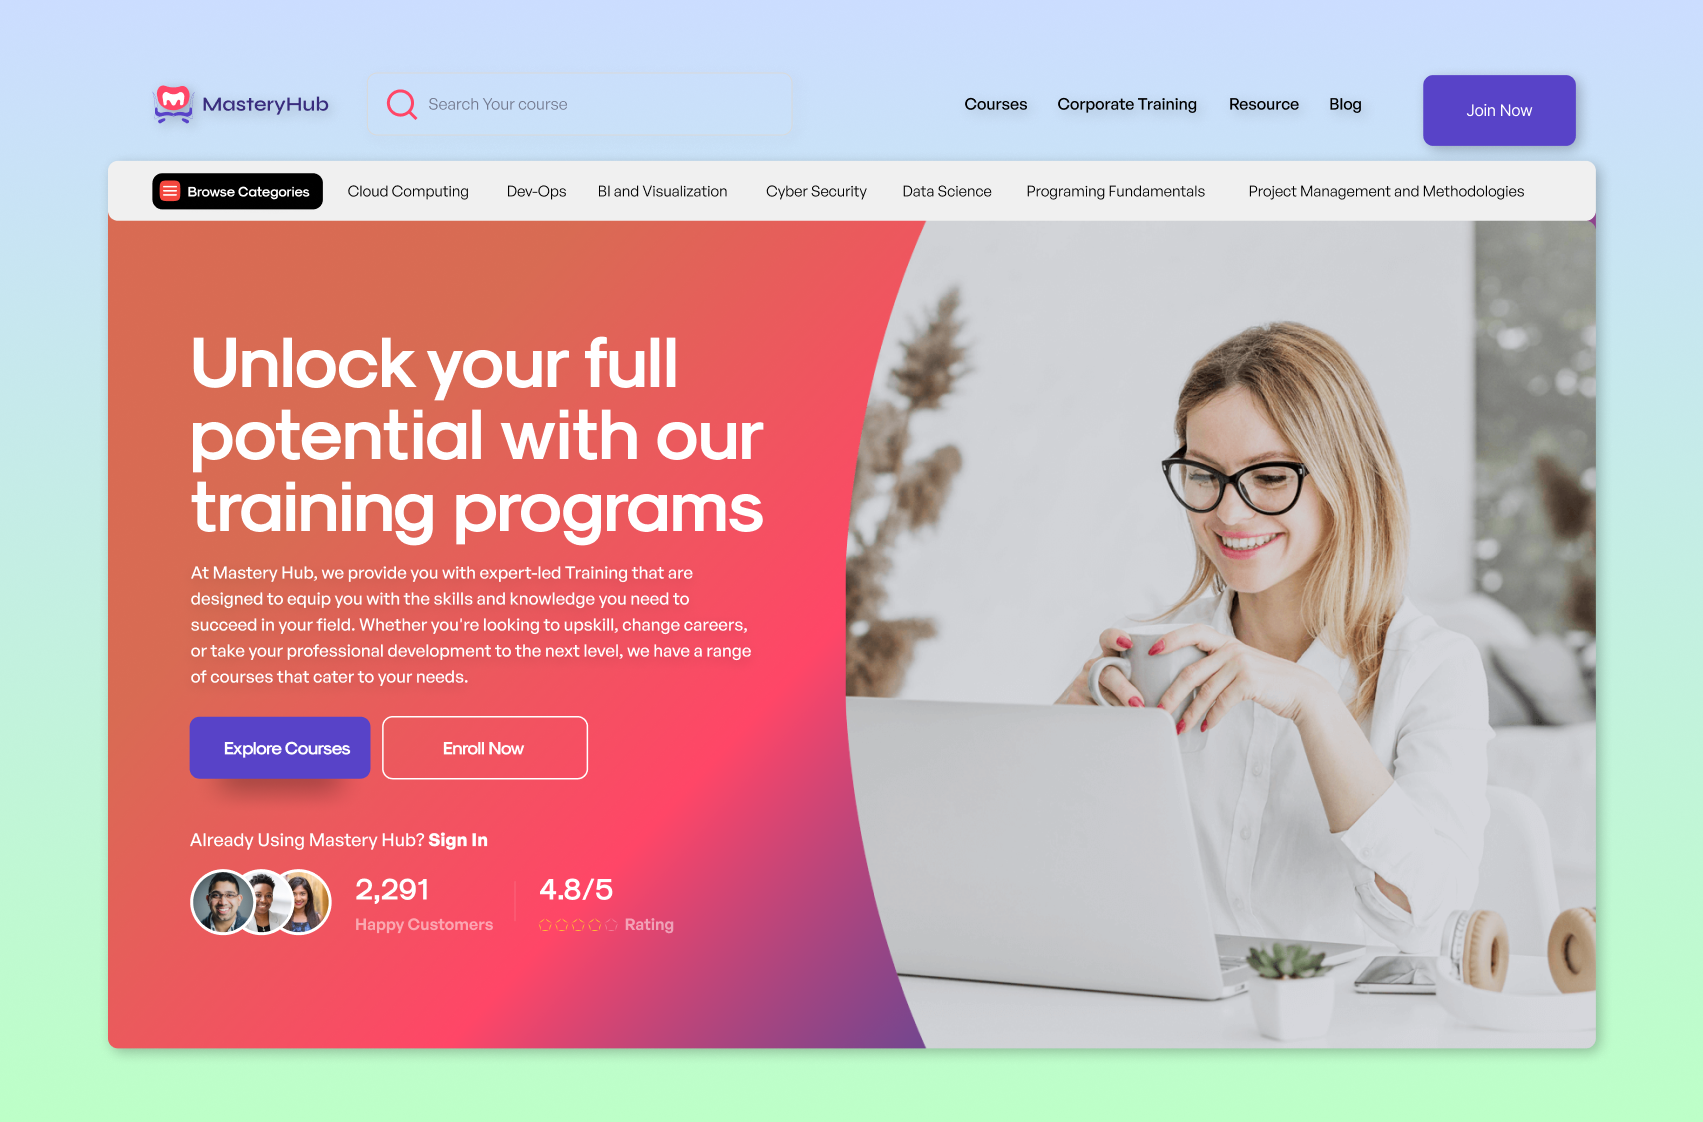 MasteryHub
Search Your course
Courses
Corporate Training
Resource
Blog
Join Now
Browse Categories
Cloud Computing
Dev-Ops
BI and Visualization
Cyber Security
Data Science
Programing Fundamentals
Project Management and Methodologies
Unlock your full
potential with our
training programs
At Mastery Hub, we provide you with expert-led Training that are
designed to equip you with the skills and knowledge you need to
succeed in your field. Whether you're looking to upskill, change careers,
or take your professional development to the next level, we have a range
of courses that cater to your needs.
Explore Courses
Enroll Now
Already Using Mastery Hub? Sign In
2,291
Happy Customers
4.8/5
Rating